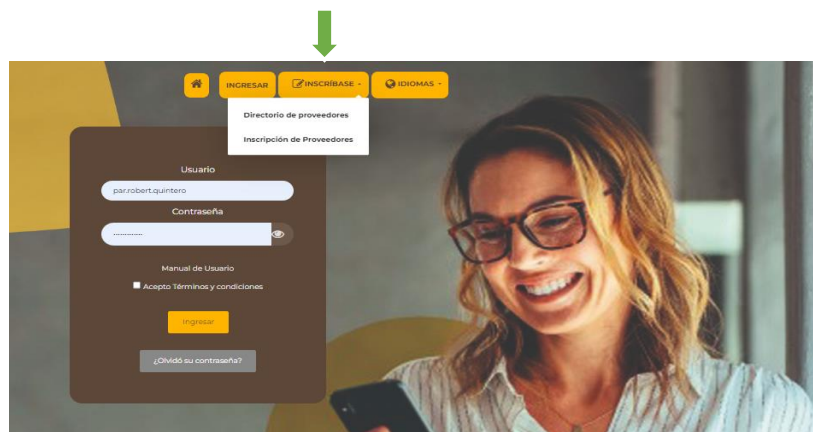 INGRESAR
INSCRÍBASE
IDIOMAS
Directorio de proveedores
Inscripción de Proveedores
Usuario
par.robert.quintero
Contraseña
Manual de Usuario
Acepto Términos y condiciones
Ingresar
¿Olvidó su contraseña?